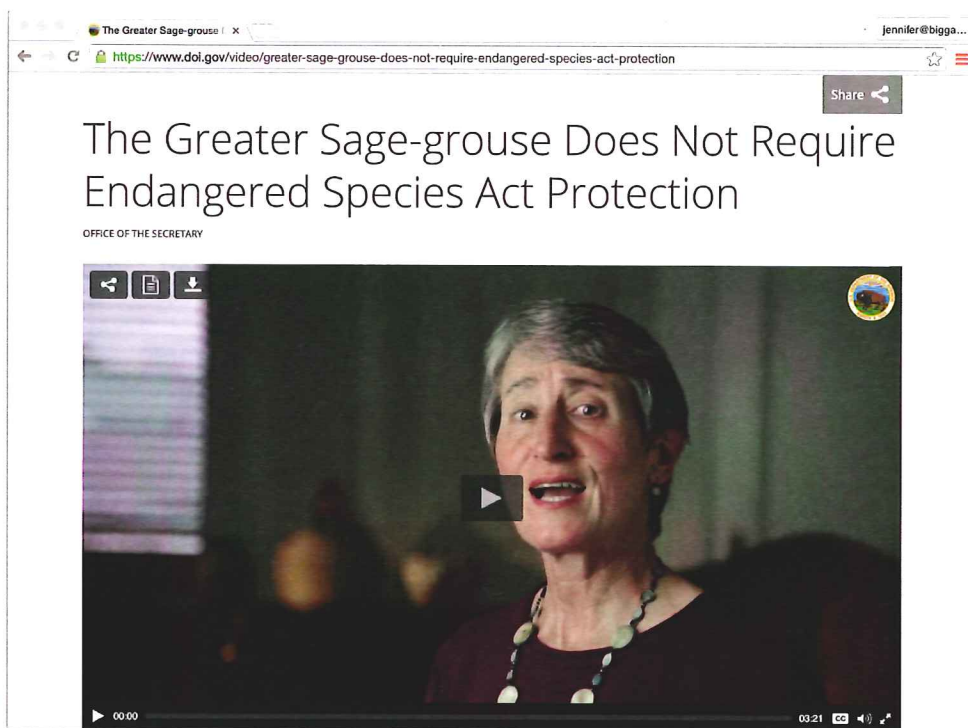 The Greater Sage-grouse
jennifer@bigga...
https://www.doi.gov/video/greater-sage-grouse-does-not-require-endangered-species-act-protection
Share
The Greater Sage-grouse Does Not Require
Endangered Species Act Protection
OFFICE OF THE SECRETARY
00:00
03:21 CC